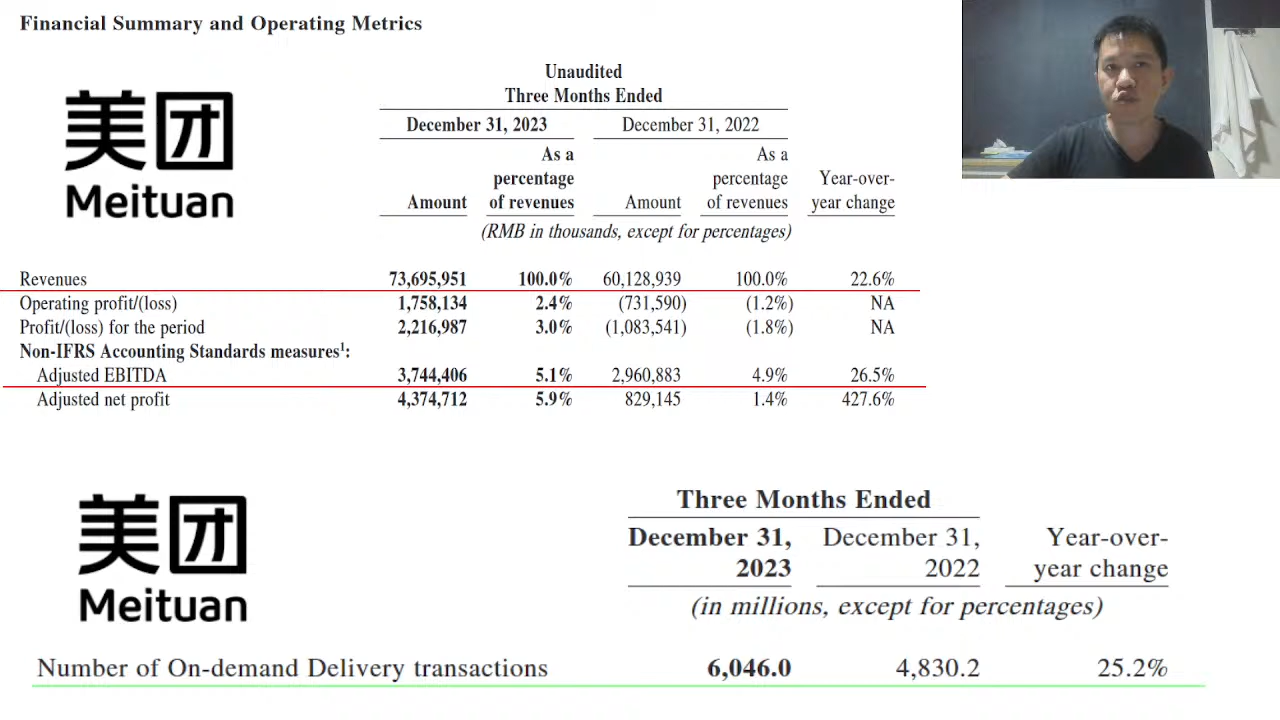 Financial Summary and Operating Metrics
美团
Meituan
Unaudited
Three Months Ended
December 31, 2023 December 31, 2022
As a As a
percentage percentage Year-over-
Amount of revenues Amount of revenues year change
(RMB in thousands, except for percentages)
Revenues 73,695,951 100.0% 60,128,939 100.0% 22.6%
Operating profit/(loss) 1,758,134 2.4% (731,590) (1.2%) NA
Profit/(loss) for the period 2,216,987 3.0% (1,083,541) (1.8%) NA
Non-IFRS Accounting Standards measures¹:
Adjusted EBITDA 3,744,406 5.1% 2,960,883 4.9% 26.5%
Adjusted net profit 4,374,712 5.9% 829,145 1.4% 427.6%
美团
Meituan
Three Months Ended
December 31, December 31, Year-over-
2023 2022 year change
(in millions, except for percentages)
Number of On-demand Delivery transactions 6,046.0 4,830.2 25.2%